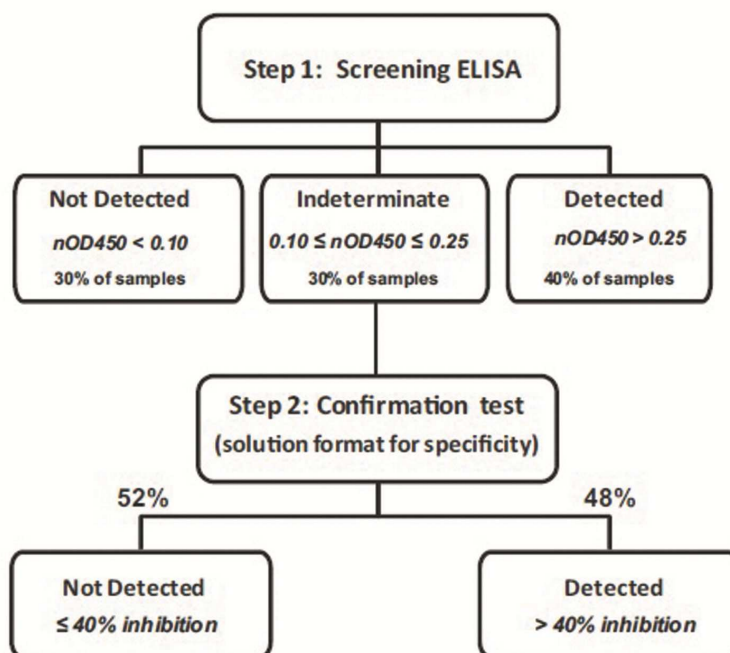 Step 1: Screening ELISA
Not Detected
nOD450 < 0.10
30% of samples
Indeterminate
0.10 ≤ nOD450 ≤ 0.25
30% of samples
Detected
nOD450 > 0.25
40% of samples
Step 2: Confirmation test
(solution format for specificity)
52%
48%
Not Detected
≤ 40% inhibition
Detected
> 40% inhibition